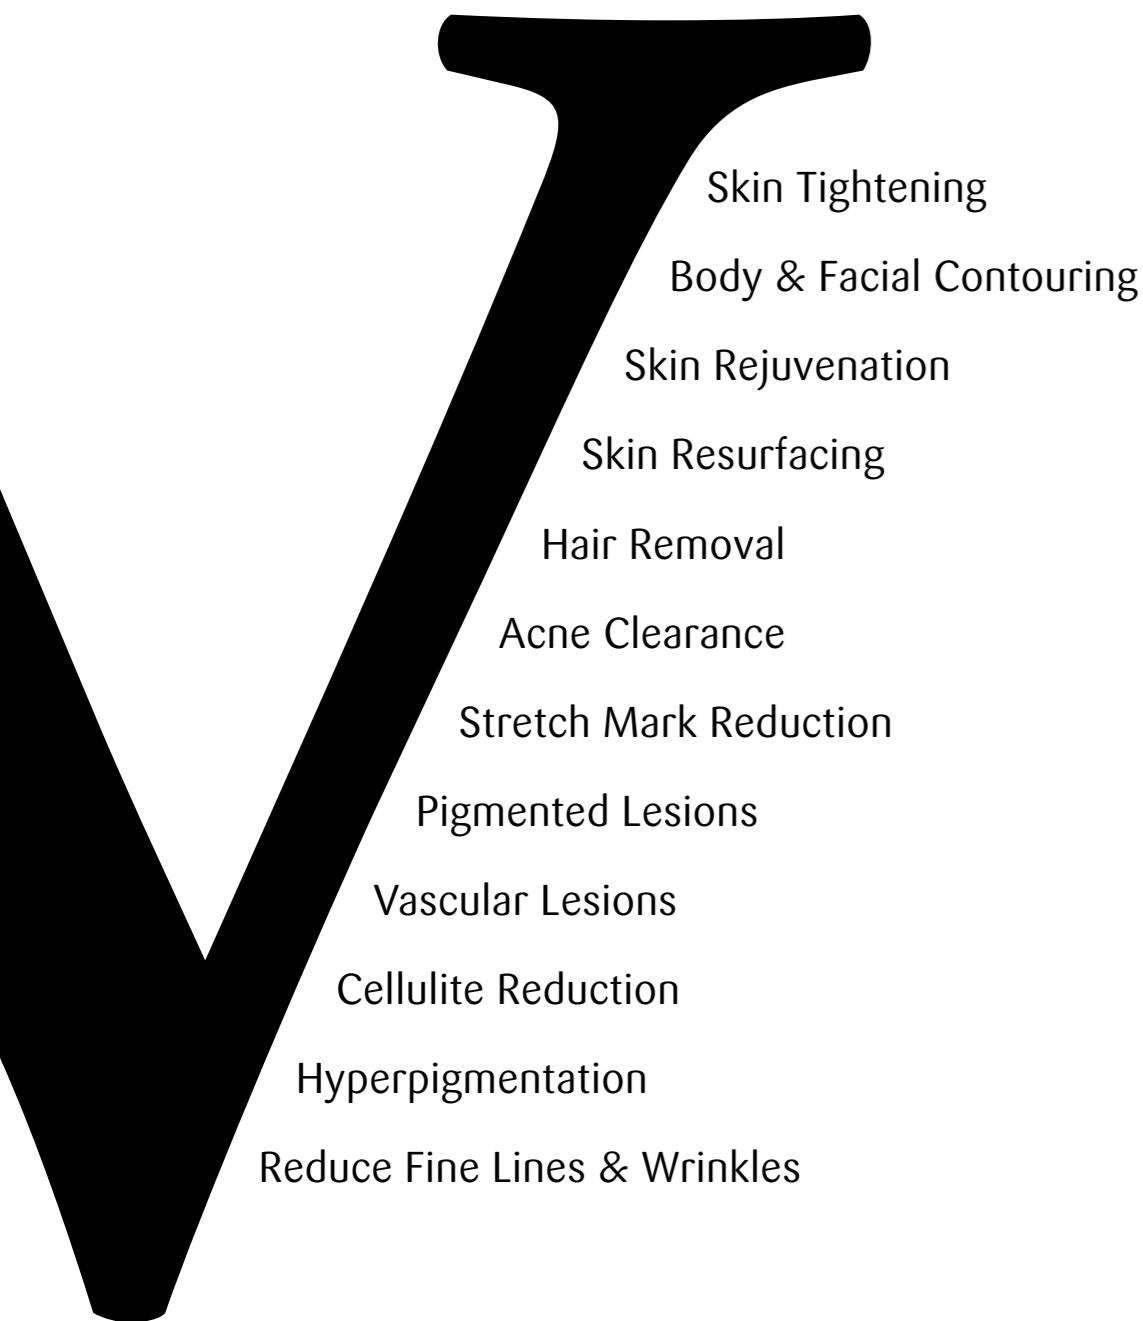 V
Skin Tightening
Body & Facial Contouring
Skin Rejuvenation
Skin Resurfacing
Hair Removal
Acne Clearance
Stretch Mark Reduction
Pigmented Lesions
Vascular Lesions
Cellulite Reduction
Hyperpigmentation
Reduce Fine Lines & Wrinkles